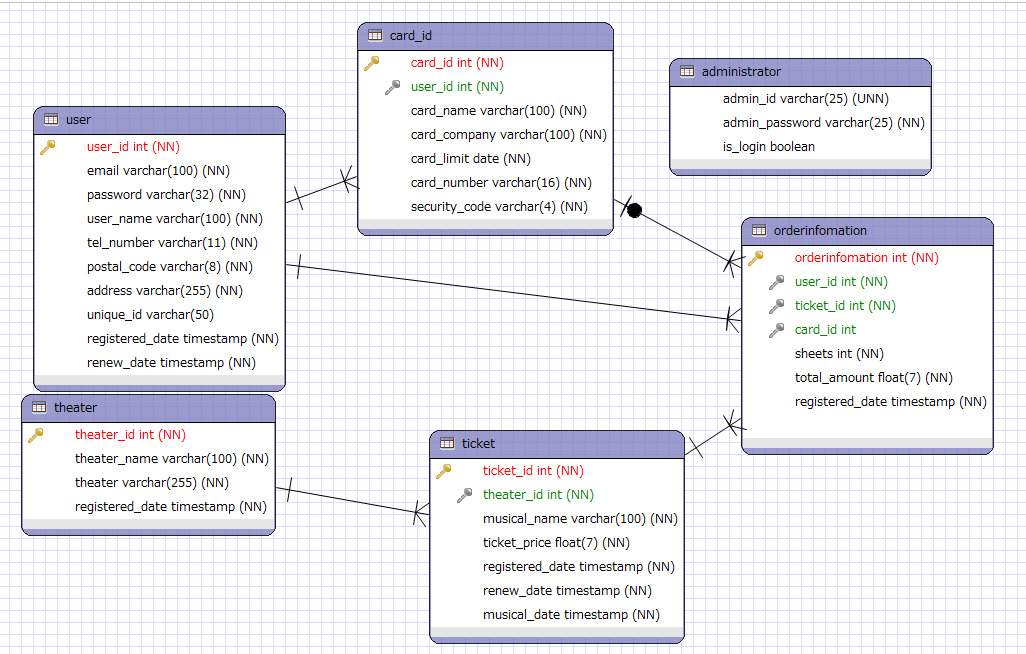 card_id
card_id int (NN)
user_id int (NN)
card_name varchar(100) (NN)
card_company varchar(100) (NN)
card_limit date (NN)
card_number varchar(16) (NN)
security_code varchar(4) (NN)
administrator
admin_id varchar(25) (UNN)
admin_password varchar(25) (NN)
is_login boolean
user
user_id int (NN)
email varchar(100) (NN)
password varchar(32) (NN)
user_name varchar(100) (NN)
tel_number varchar(11) (NN)
postal_code varchar(8) (NN)
address varchar(255) (NN)
unique_id varchar(50)
registered_date timestamp (NN)
renew_date timestamp (NN)
orderinfomation
orderinfomation int (NN)
user_id int (NN)
ticket_id int (NN)
card_id int
sheets int (NN)
total_amount float(7) (NN)
registered_date timestamp (NN)
theater
theater_id int (NN)
theater_name varchar(100) (NN)
theater varchar(255) (NN)
registered_date timestamp (NN)
ticket
ticket_id int (NN)
theater_id int (NN)
musical_name varchar(100) (NN)
ticket_price float(7) (NN)
registered_date timestamp (NN)
renew_date timestamp (NN)
musical_date timestamp (NN)